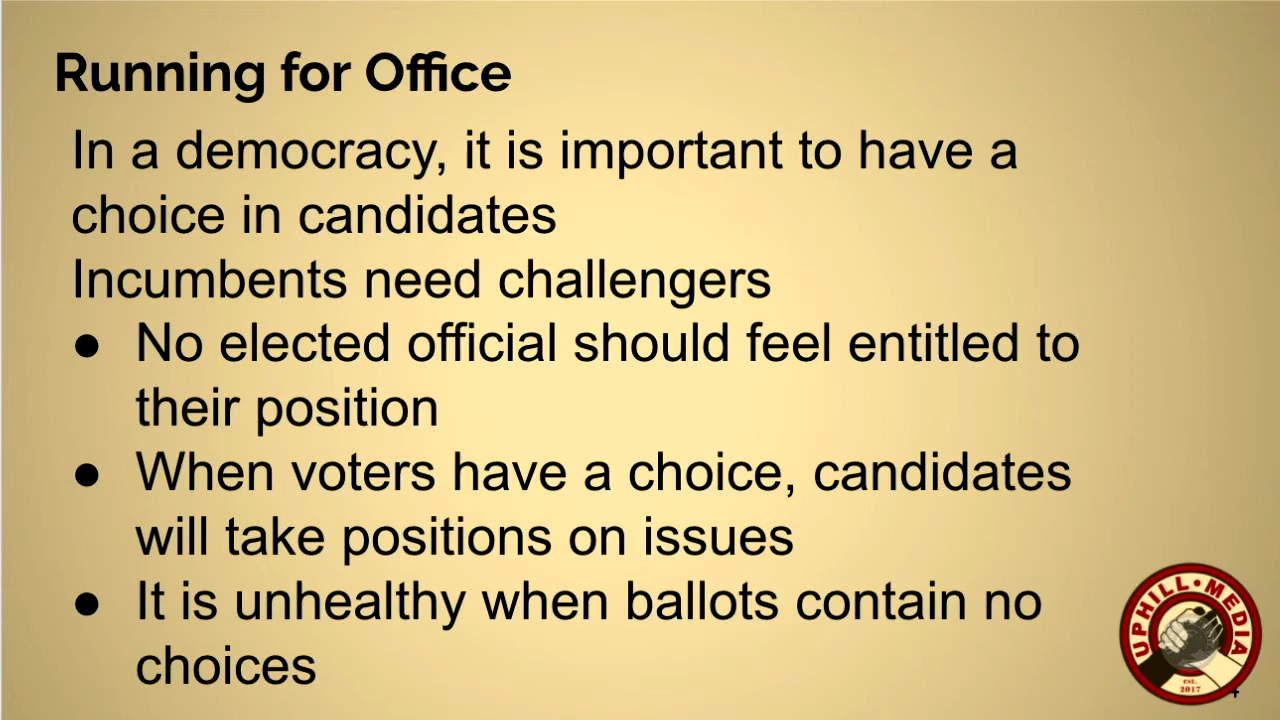 Running for Office
In a democracy, it is important to have a
choice in candidates
Incumbents need challengers
● No elected official should feel entitled to
their position
● When voters have a choice, candidates
will take positions on issues
● It is unhealthy when ballots contain no
choices
UPHILL • MEDIA
est.
2017